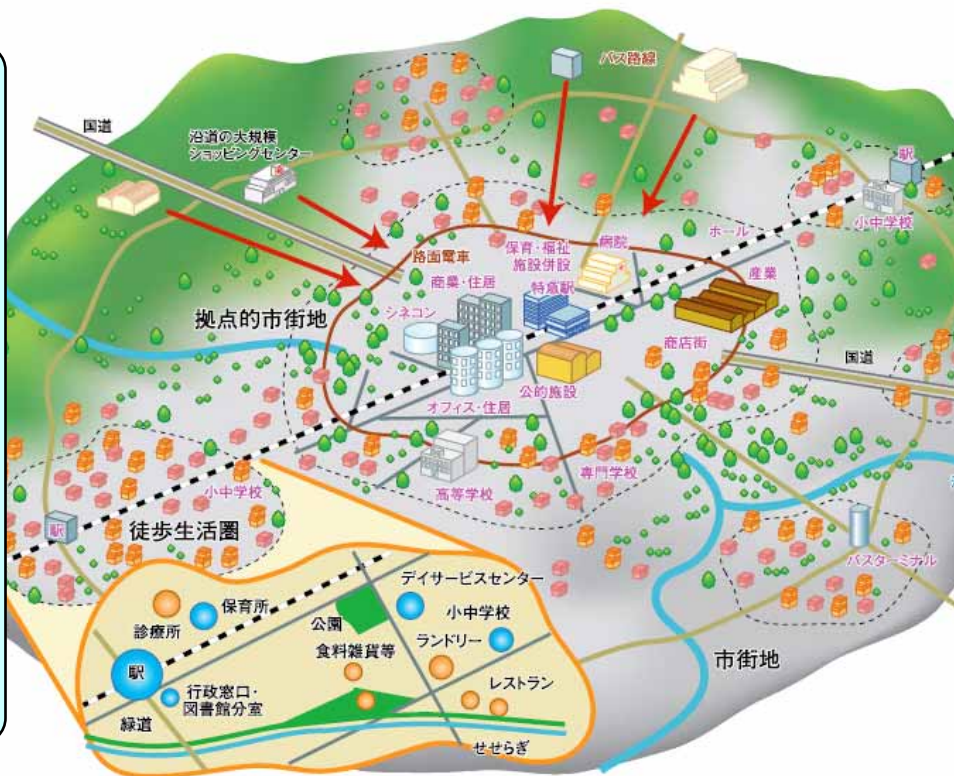 バス路線
国道
沿道の大規模
ショッピングセンター
駅
小中学校
ホール
病院
保育・福祉
施設併設
路面電車
商業・住居
特急駅
産業
シネコン
拠点的市街地
商店街
国道
公的施設
オフィス・住居
専門学校
高等学校
小中学校
駅
徒歩生活圏
バスターミナル
市街地
デイサービスセンター
保育所
診療所
公園
小中学校
ランドリー
食料雑貨等
駅
レストラン
行政窓口・
図書館分室
緑道
せせらぎ